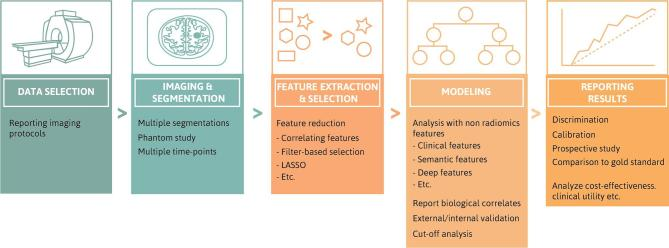 DATA SELECTION
Reporting imaging
protocols
>
IMAGING &
SEGMENTATION
Multiple segmentations
Phantom study
Multiple time-points
>
>
FEATURE EXTRACTION
& SELECTION
Feature reduction
- Correlating features
- Filter-based selection
- LASSO
- Etc.
>
MODELING
Analysis with non radiomics
features
- Clinical features
- Semantic features
- Deep features
- Etc.
Report biological correlates
External/internal validation
Cut-off analysis
>
REPORTING
RESULTS
Discrimination
Calibration
Prospective study
Comparison to gold standard
Analyze cost-effectiveness.
clinical utility etc.